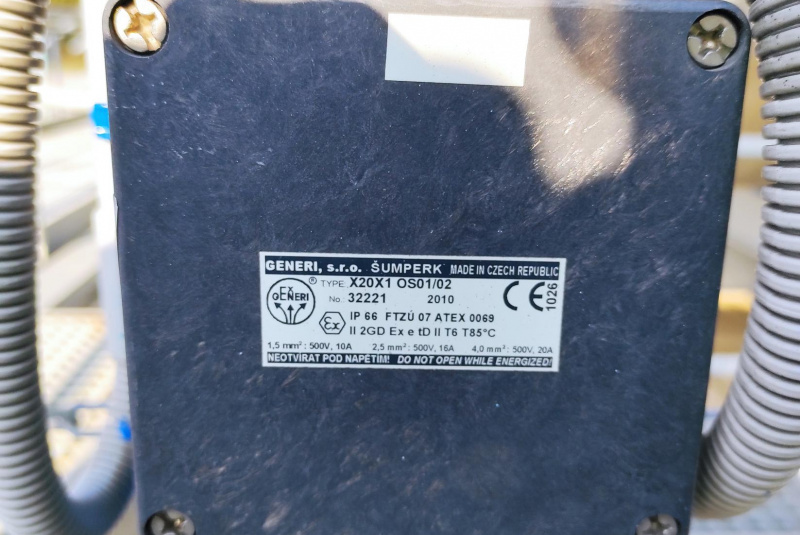 GENERI, s.r.o. ŠUMPERK MADE IN CZECH REPUBLIC
EX GENERI ® TYPE: X20X1 OS01/02
No. 32221 2010 CE 1026
IP 66 FTZÚ 07 ATEX 0069
Ex II 2GD Ex e tD II T6 T85°C
1,5 mm²: 500V, 10A 2,5 mm²: 500V, 16A 4,0 mm²: 500V, 20A
NEOTVÍRAT POD NAPĚTÍM! DO NOT OPEN WHILE ENERGIZED!